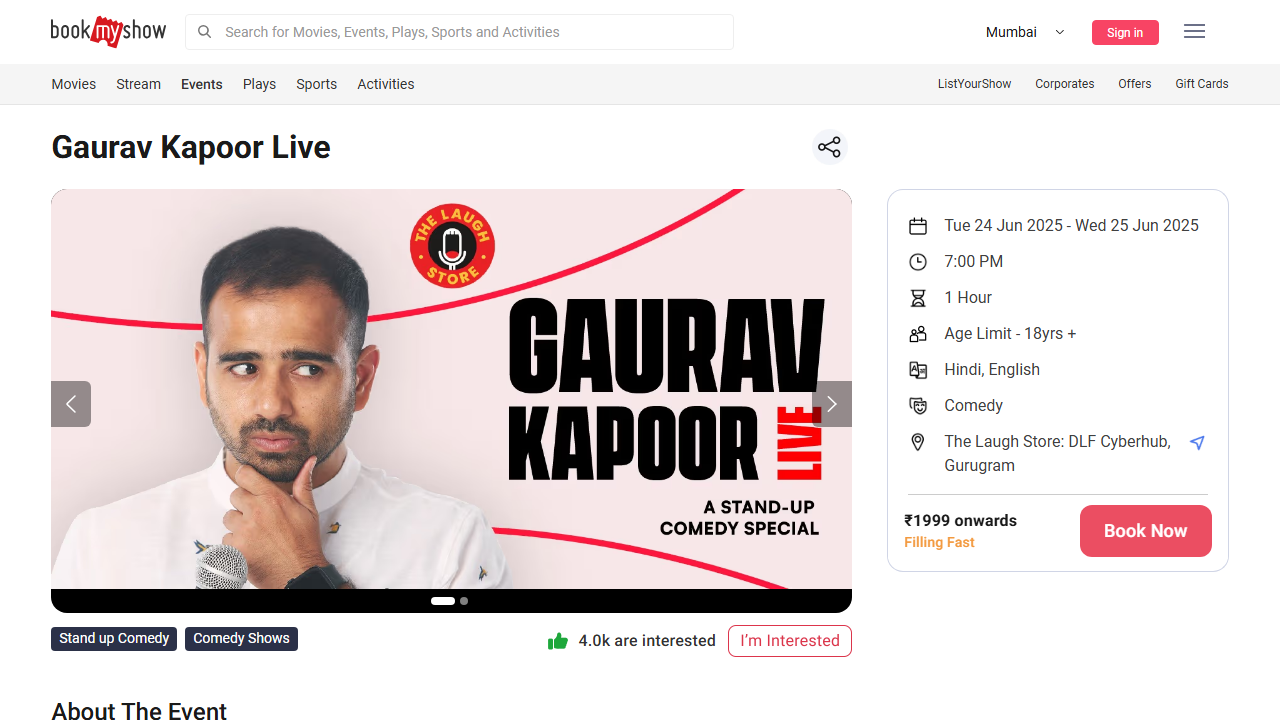 bookmyshow
Search for Movies, Events, Plays, Sports and Activities
Mumbai
Sign in
Movies
Stream
Events
Plays
Sports
Activities
ListYourShow
Corporates
Offers
Gift Cards
Gaurav Kapoor Live
THE LAUGH STORE
GAURAV
KAPOOR LIVE
A STAND-UP
COMEDY SPECIAL
Stand up Comedy
Comedy Shows
4.0k are interested
I'm Interested
Tue 24 Jun 2025 - Wed 25 Jun 2025
7:00 PM
1 Hour
Age Limit - 18yrs +
Hindi, English
Comedy
The Laugh Store: DLF Cyberhub,
Gurugram
₹1999 onwards
Filling Fast
Book Now
About The Event